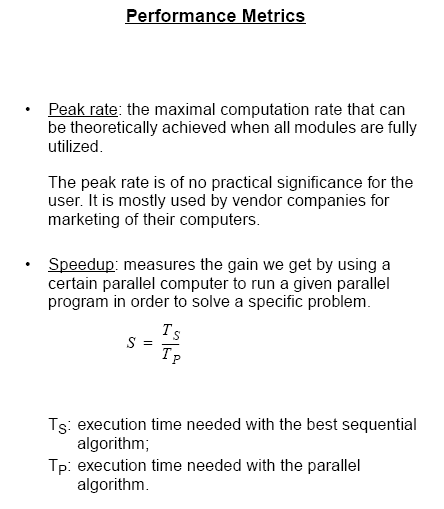 Performance Metrics
• Peak rate: the maximal computation rate that can
be theoretically achieved when all modules are fully
utilized.
The peak rate is of no practical significance for the
user. It is mostly used by vendor companies for
marketing of their computers.
• Speedup: measures the gain we get by using a
certain parallel computer to run a given parallel
program in order to solve a specific problem.
S = T_S / T_P
T_S: execution time needed with the best sequential
algorithm;
T_P: execution time needed with the parallel
algorithm.